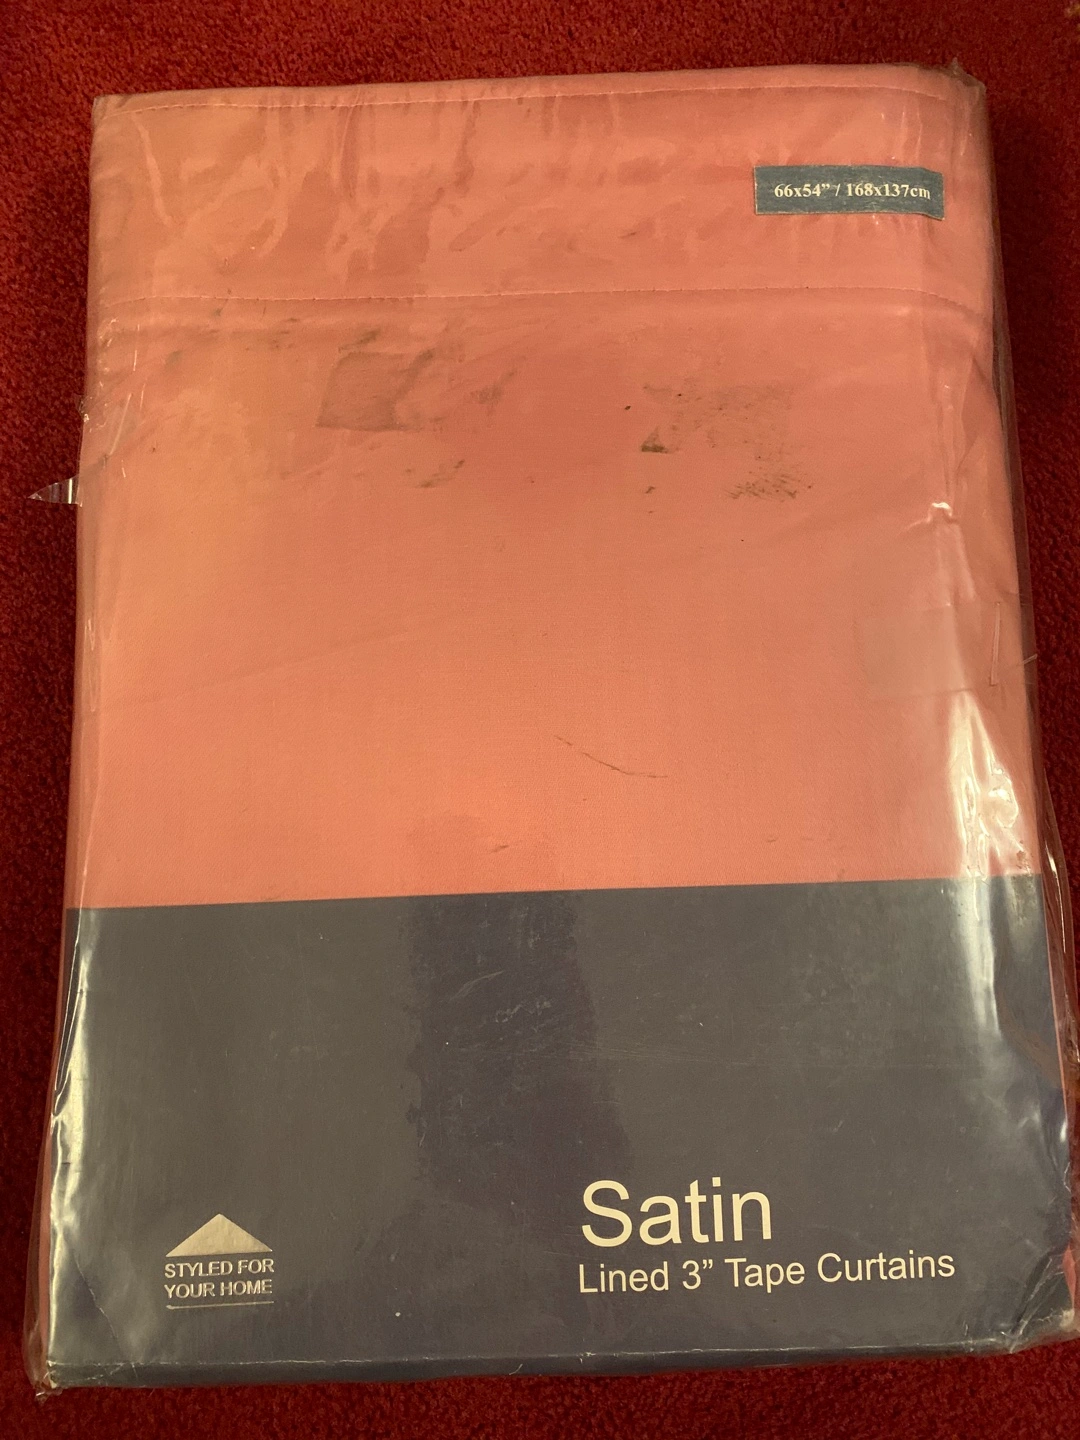 66x54” / 168x137cm
Satin
Lined 3” Tape Curtains
STYLED FOR
YOUR HOME